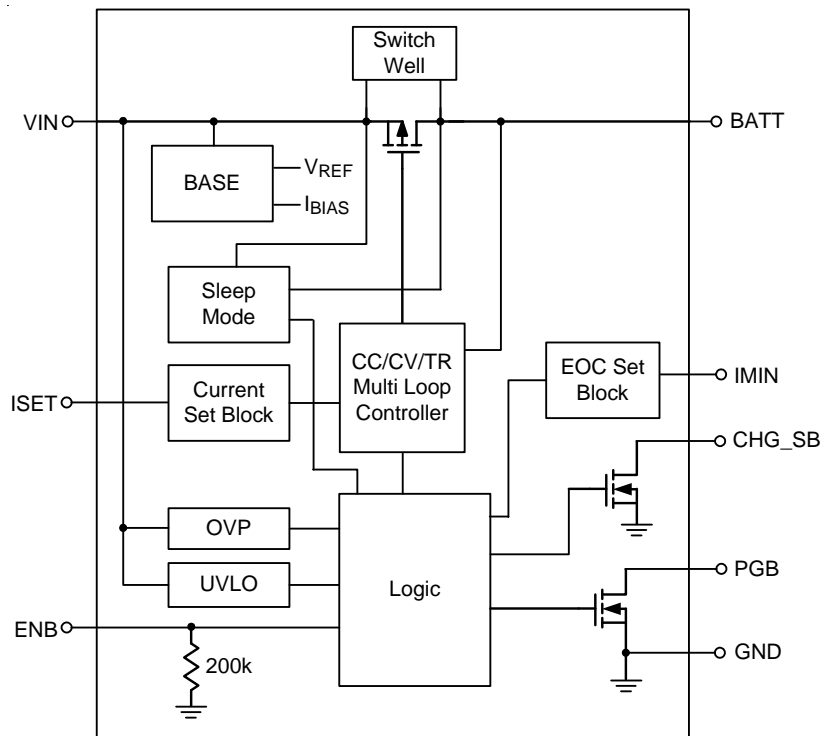 Switch
Well
VIN
BATT
BASE
VREF
IBIAS
Sleep
Mode
CC/CV/TR
Multi Loop
Controller
EOC Set
Block
IMIN
ISET
Current
Set Block
CHG_SB
OVP
UVLO
Logic
PGB
ENB
200k
GND